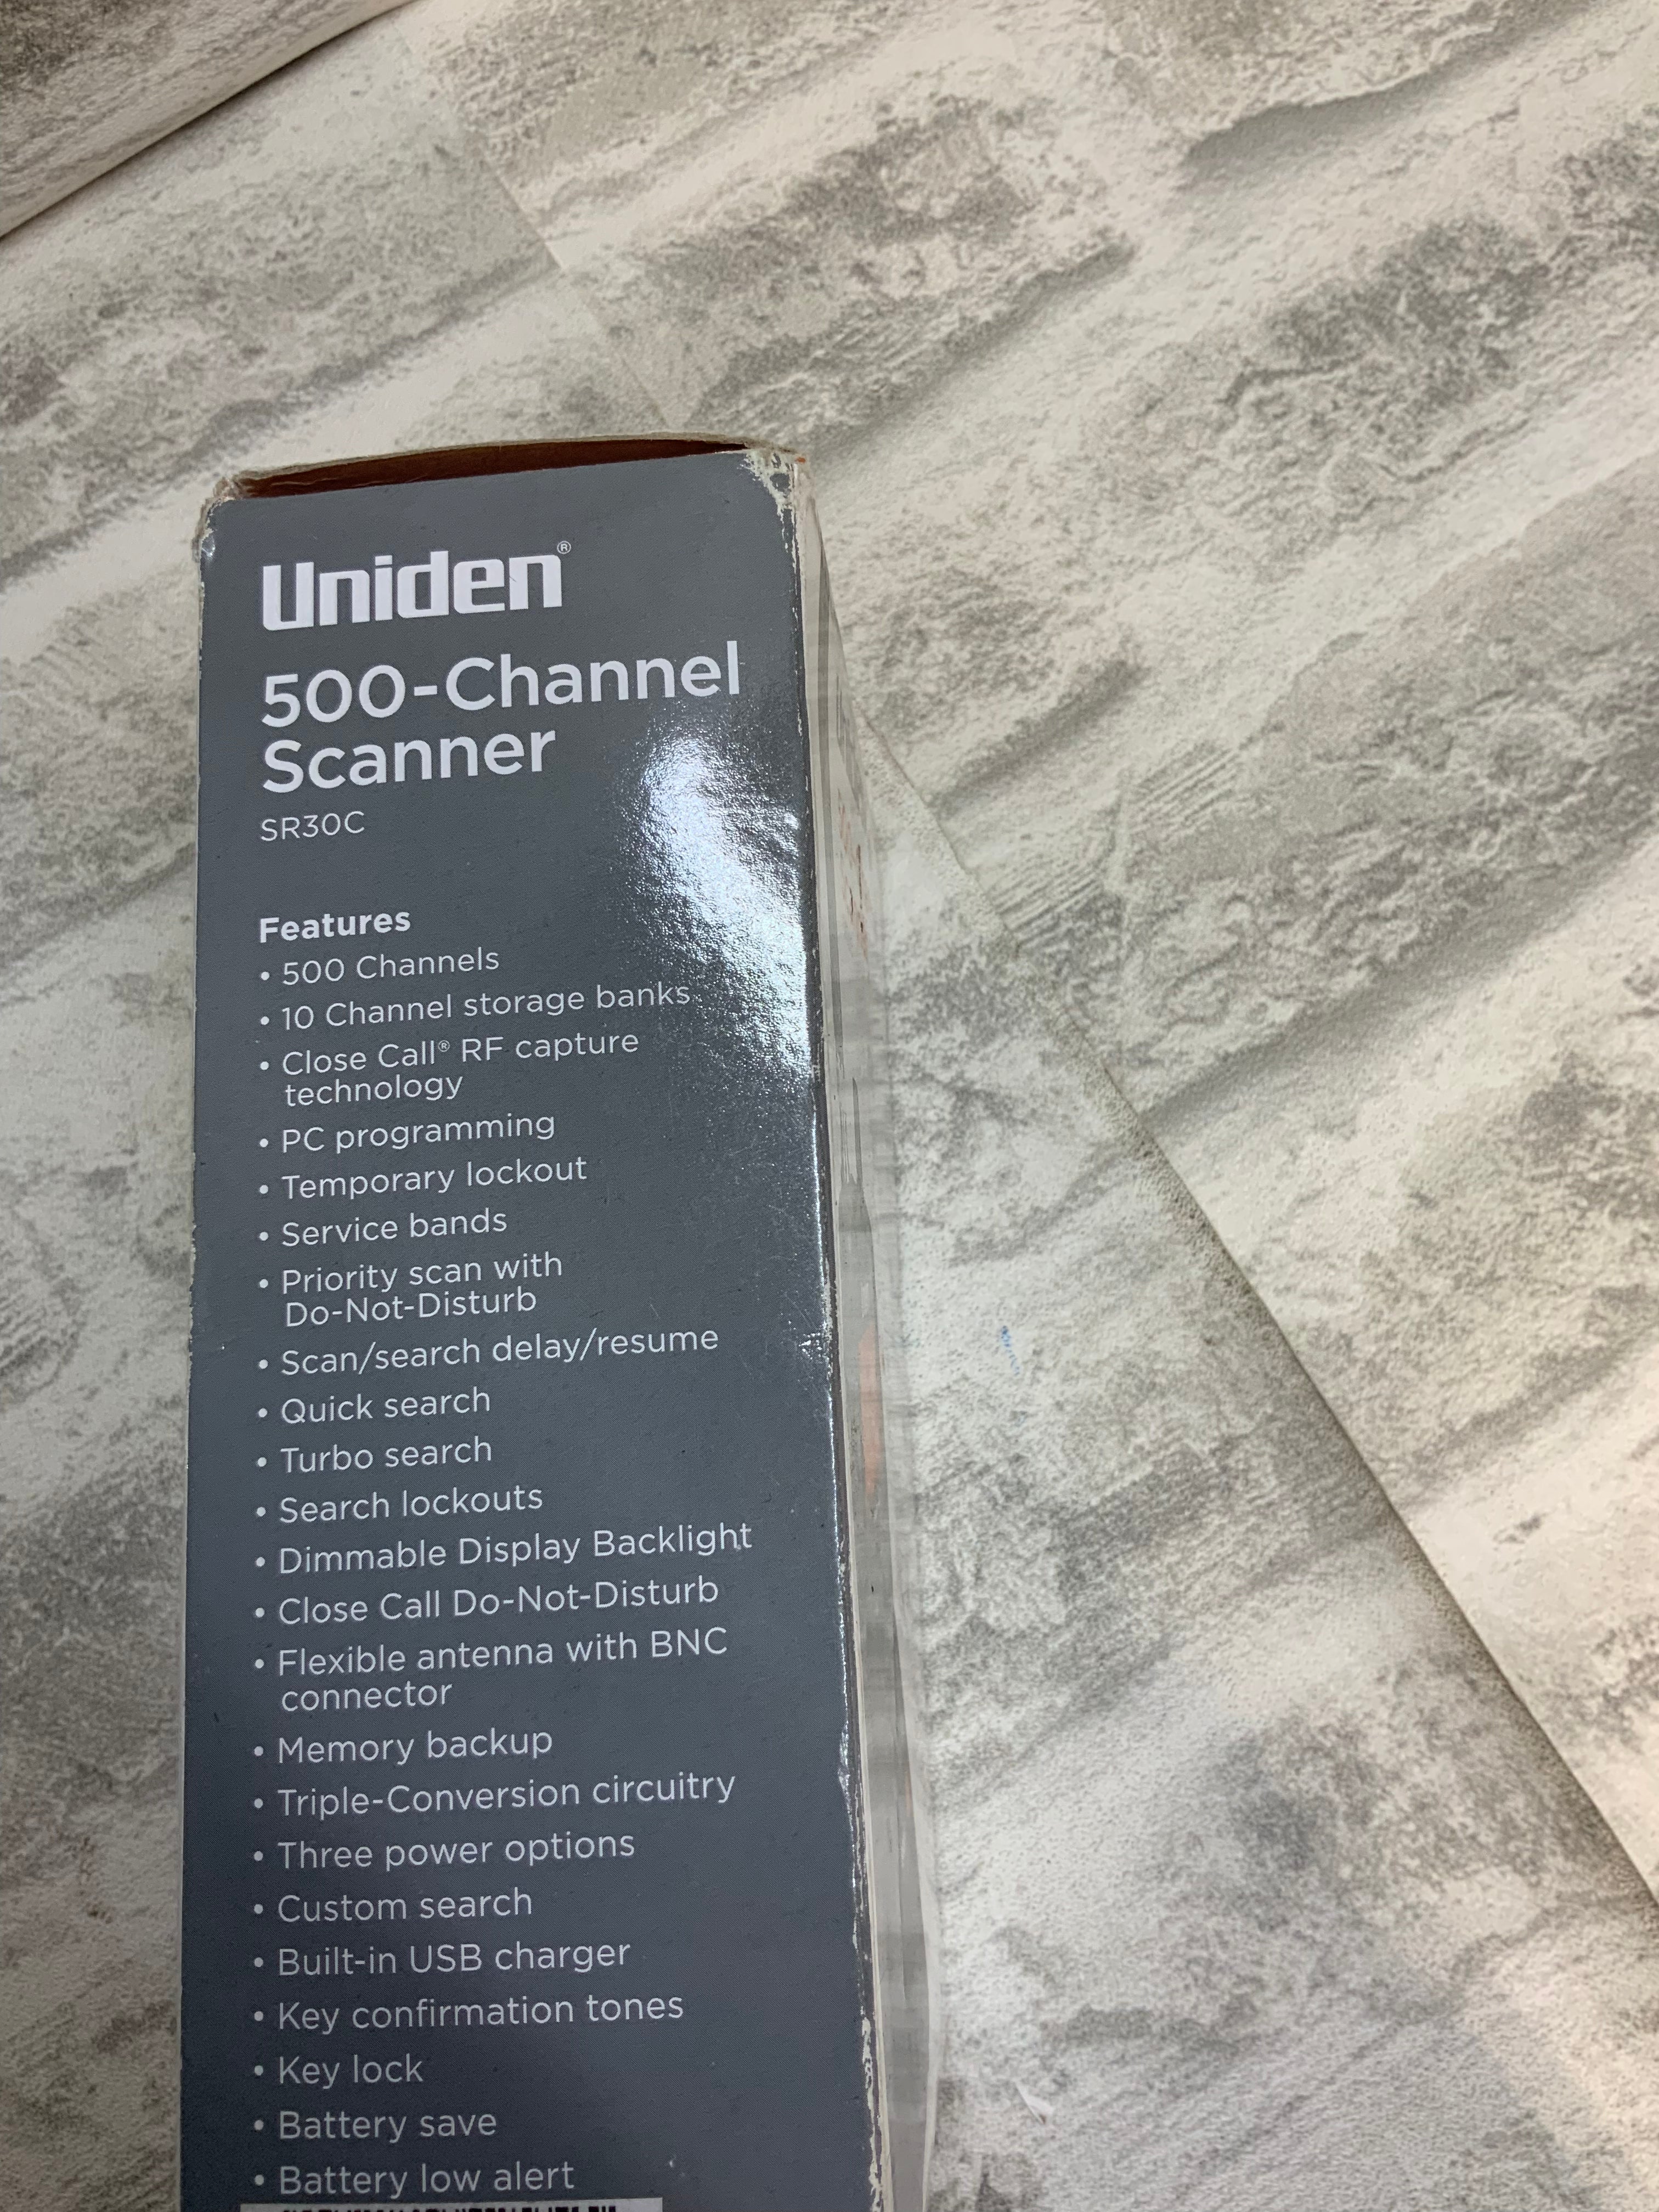 Uniden®
500-Channel
Scanner
SR30C
Features
• 500 Channels
• 10 Channel storage banks
• Close Call® RF capture
technology
• PC programming
• Temporary lockout
• Service bands
• Priority scan with
Do-Not-Disturb
• Scan/search delay/resume
• Quick search
• Turbo search
• Search lockouts
• Dimmable Display Backlight
• Close Call Do-Not-Disturb
• Flexible antenna with BNC
connector
• Memory backup
• Triple-Conversion circuitry
• Three power options
• Custom search
• Built-in USB charger
• Key confirmation tones
• Key lock
• Battery save
• Battery low alert